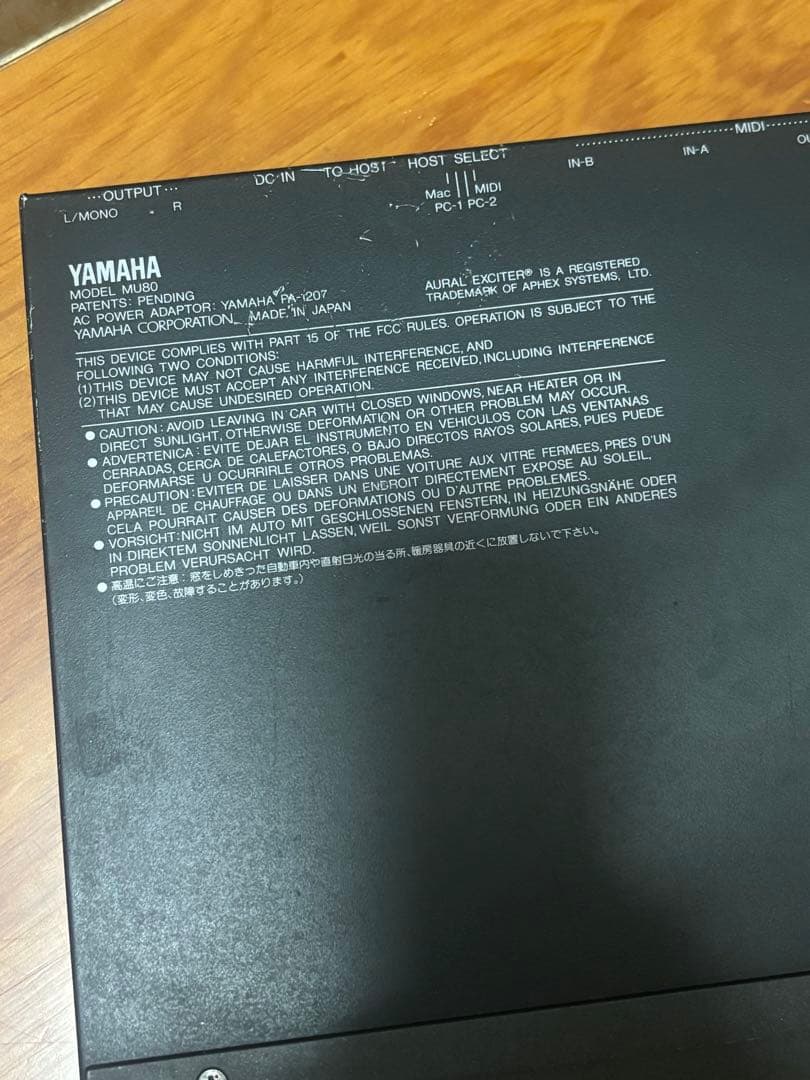 MIDI
···OUTPUT···
DC IN
TO HOST
HOST SELECT
IN-B
IN-A
L/MONO
R
Mac
MIDI
PC-1 PC-2
YAMAHA
MODEL MU80
PATENTS: PENDING
AC POWER ADAPTOR: YAMAHA PA-1207
YAMAHA CORPORATION MADE IN JAPAN
AURAL EXCITER® IS A REGISTERED
TRADEMARK OF APHEX SYSTEMS, LTD.
THIS DEVICE COMPLIES WITH PART 15 OF THE FCC RULES. OPERATION IS SUBJECT TO THE
FOLLOWING TWO CONDITIONS:
(1)THIS DEVICE MAY NOT CAUSE HARMFUL INTERFERENCE, AND
(2)THIS DEVICE MUST ACCEPT ANY INTERFERENCE RECEIVED, INCLUDING INTERFERENCE
THAT MAY CAUSE UNDESIRED OPERATION.
● CAUTION: AVOID LEAVING IN CAR WITH CLOSED WINDOWS, NEAR HEATER OR IN
DIRECT SUNLIGHT, OTHERWISE DEFORMATION OR OTHER PROBLEM MAY OCCUR.
● ADVERTENICA: EVITE DEJAR EL INSTRUMENTO EN VEHICULOS CON LAS VENTANAS
CERRADAS, CERCA DE CALEFACTORES, O BAJO DIRECTOS RAYOS SOLARES, PUES PUEDE
DEFORMARSE U OCURRIRLE OTROS PROBLEMAS.
● PRECAUTION: EVITER DE LAISSER DANS UNE VOITURE AUX VITRE FERMEES, PRES D'UN
APPAREIL DE CHAUFFAGE OU DANS UN ENDROIT DIRECTEMENT EXPOSE AU SOLEIL,
CELA POURRAIT CAUSER DES DEFORMATIONS OU D'AUTRE PROBLEMES.
● VORSICHT: NICHT IM AUTO MIT GESCHLOSSENEN FENSTERN, IN HEIZUNGSNÄHE ODER
IN DIREKTEM SONNENLICHT LASSEN, WEIL SONST VERFORMUNG ODER EIN ANDERES
PROBLEM VERURSACHT WIRD.
● 高温にご注意：窓をしめきった自動車内や直射日光の当る所、暖房器具の近くに放置しないで下さい。
（変形、変色、故障することがあります。）